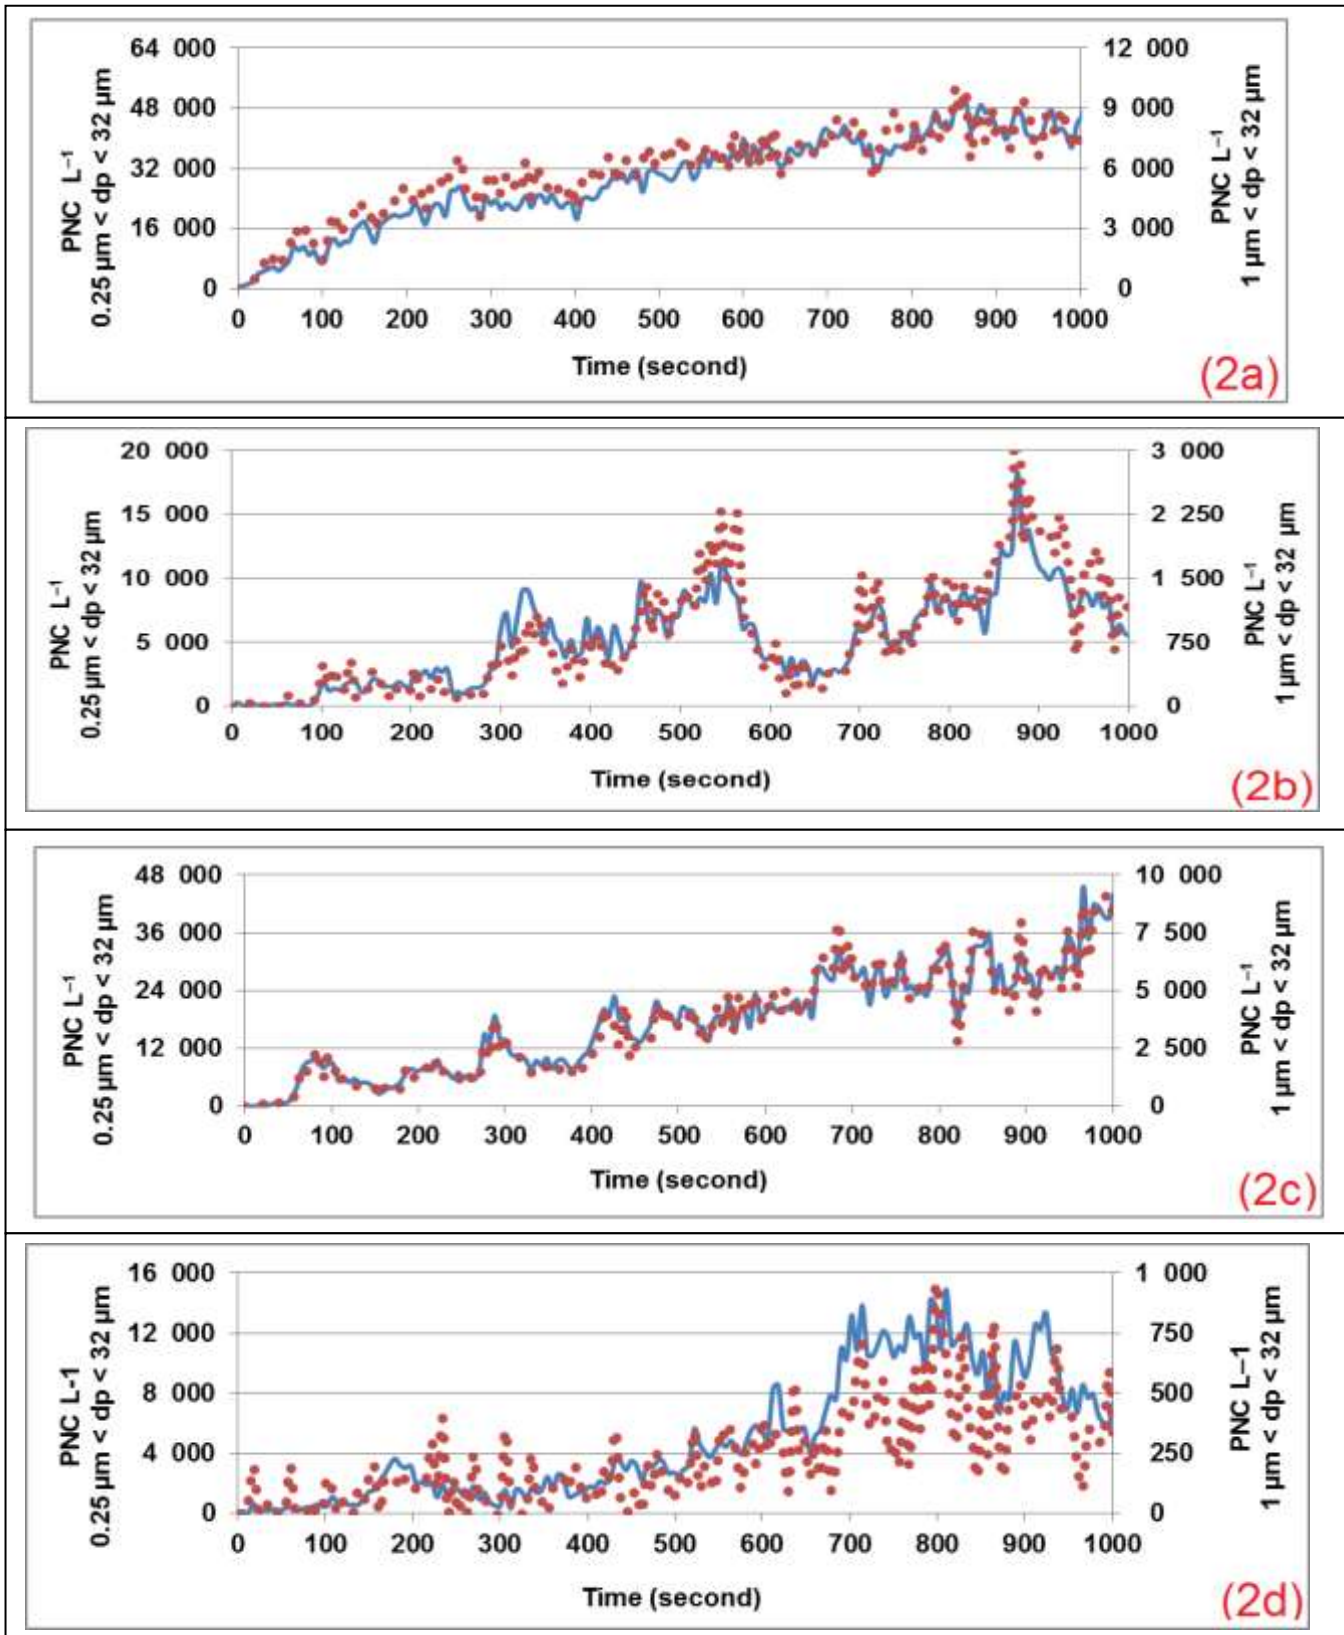 64 000
48 000
32 000
16 000
0
PNC L⁻¹
0.25 µm < dp < 32 µm
12 000
9 000
6 000
3 000
0
PNC L⁻¹
1 µm < dp < 32 µm
0 100 200 300 400 500 600 700 800 900 1000
Time (second)
(2a)
20 000
15 000
10 000
5 000
0
PNC L⁻¹
0.25 µm < dp < 32 µm
3 000
2 250
1 500
750
0
PNC L⁻¹
1 µm < dp < 32 µm
0 100 200 300 400 500 600 700 800 900 1000
Time (second)
(2b)
48 000
36 000
24 000
12 000
0
PNC L⁻¹
0.25 µm < dp < 32 µm
10 000
7 500
5 000
2 500
0
PNC L⁻¹
1 µm < dp < 32 µm
0 100 200 300 400 500 600 700 800 900 1000
Time (second)
(2c)
16 000
12 000
8 000
4 000
0
PNC L-1
0.25 µm < dp < 32 µm
1 000
750
500
250
0
PNC L–1
1 µm < dp < 32 µm
0 100 200 300 400 500 600 700 800 900 1000
Time (second)
(2d)